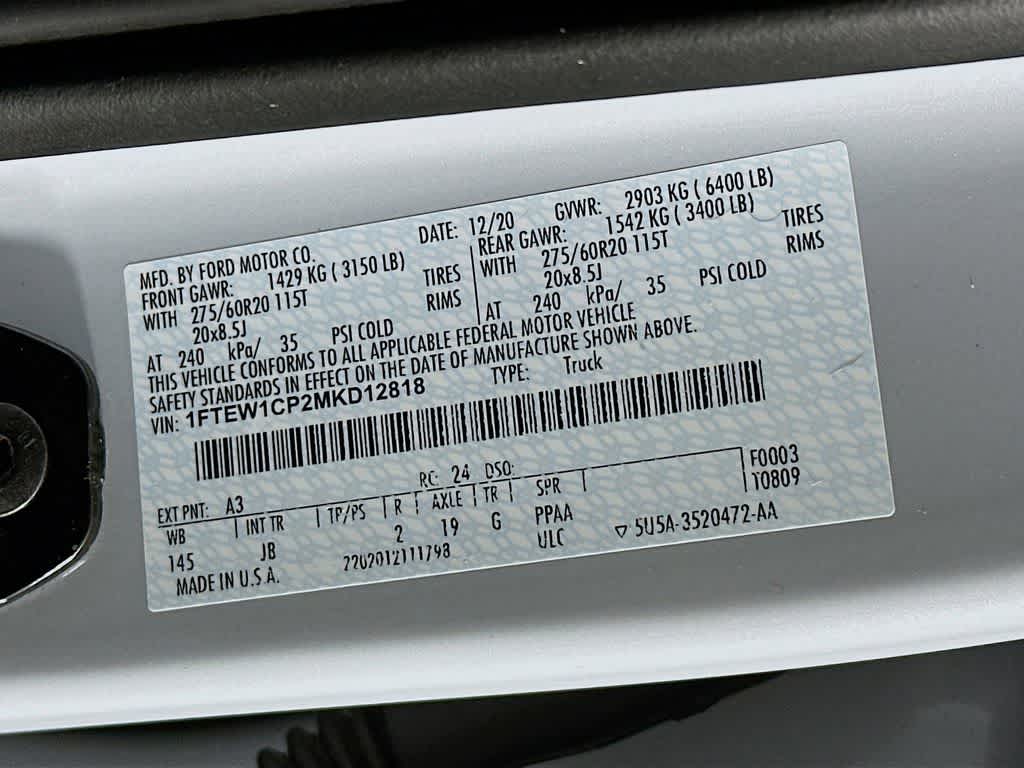 MFD. BY FORD MOTOR CO. DATE: 12/20 GVWR: 2903 KG ( 6400 LB)
FRONT GAWR: 1429 KG ( 3150 LB) REAR GAWR: 1542 KG ( 3400 LB)
WITH 275/60R20 115T TIRES WITH 275/60R20 115T TIRES
20x8.5J RIMS 20x8.5J RIMS
AT 240 kPa/ 35 PSI COLD AT 240 kPa/ 35 PSI COLD
THIS VEHICLE CONFORMS TO ALL APPLICABLE FEDERAL MOTOR VEHICLE
SAFETY STANDARDS IN EFFECT ON THE DATE OF MANUFACTURE SHOWN ABOVE.
VIN: 1FTEW1CP2MKD12818 TYPE: Truck
EXT PNT: A3 RC: 24 DSO: F0003
WB INT TR TP/PS R AXLE TR SPR T0809
145 JB 2 19 G PPAA
2202012111798 ULC ▽ 5U5A-3520472-AA
MADE IN U.S.A.